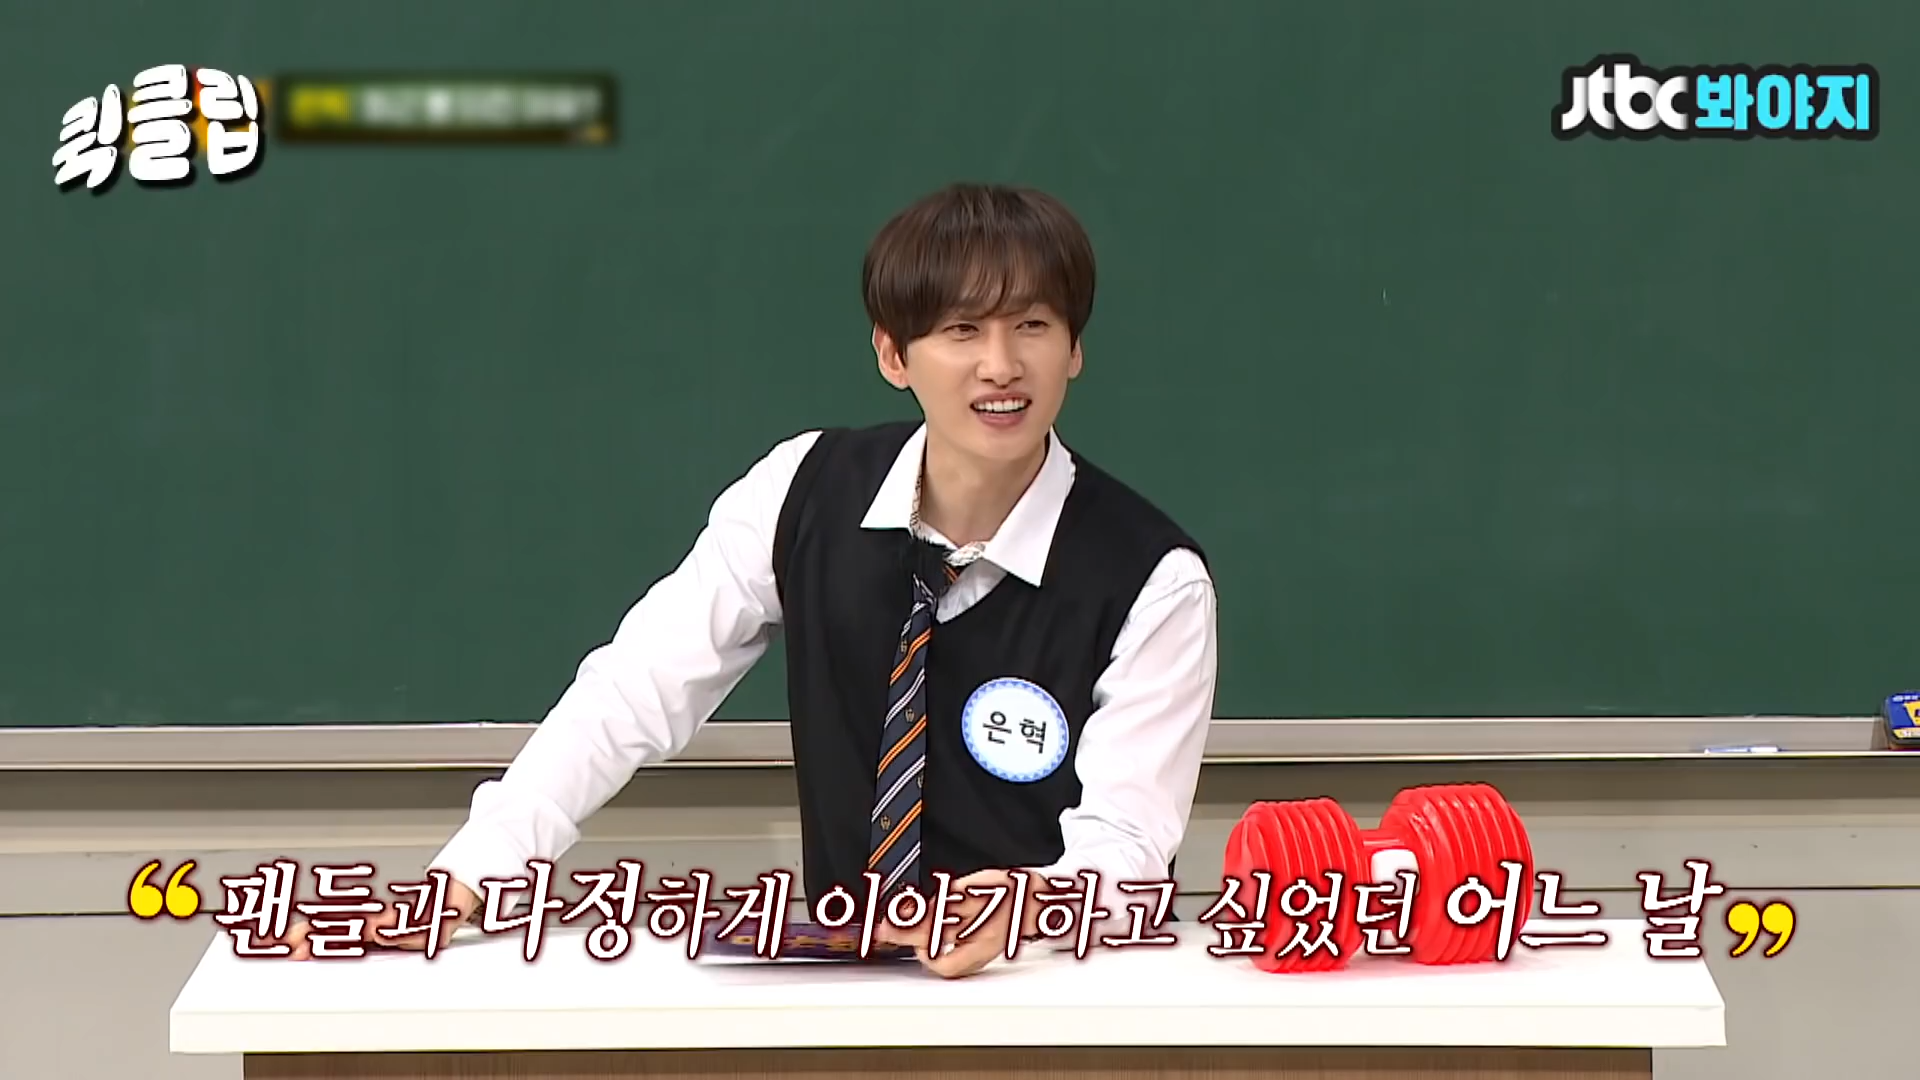 퀵클립
jtbc 봐야지
은혁
“팬들과 다정하게 이야기하고 싶었던 어느 날”